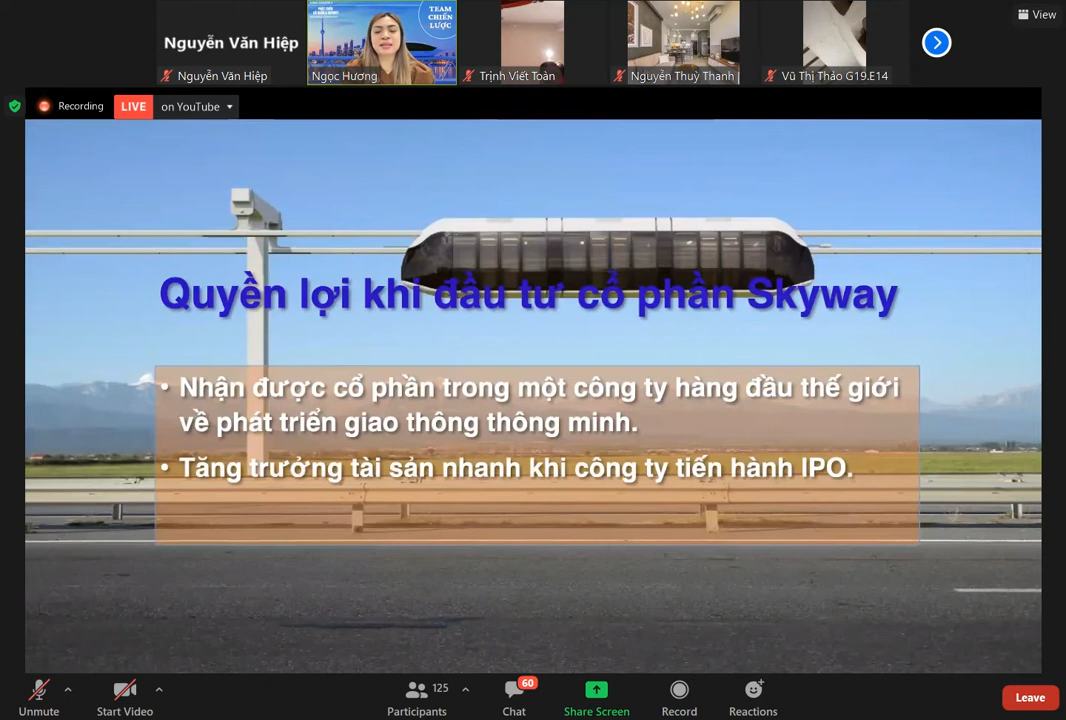 View
Nguyễn Văn Hiệp
TEAM
CHIẾN
LƯỢC
Nguyễn Văn Hiệp
Ngọc Hương
Trịnh Viết Toàn
Nguyễn Thuỳ Thanh
Vũ Thị Thảo G19.E14
Recording
LIVE
on YouTube
Quyền lợi khi đầu tư cổ phần Skyway
• Nhận được cổ phần trong một công ty hàng đầu thế giới
về phát triển giao thông thông minh.
• Tăng trưởng tài sản nhanh khi công ty tiến hành IPO.
Unmute
Start Video
125
Participants
60
Chat
Share Screen
Record
Reactions
Leave